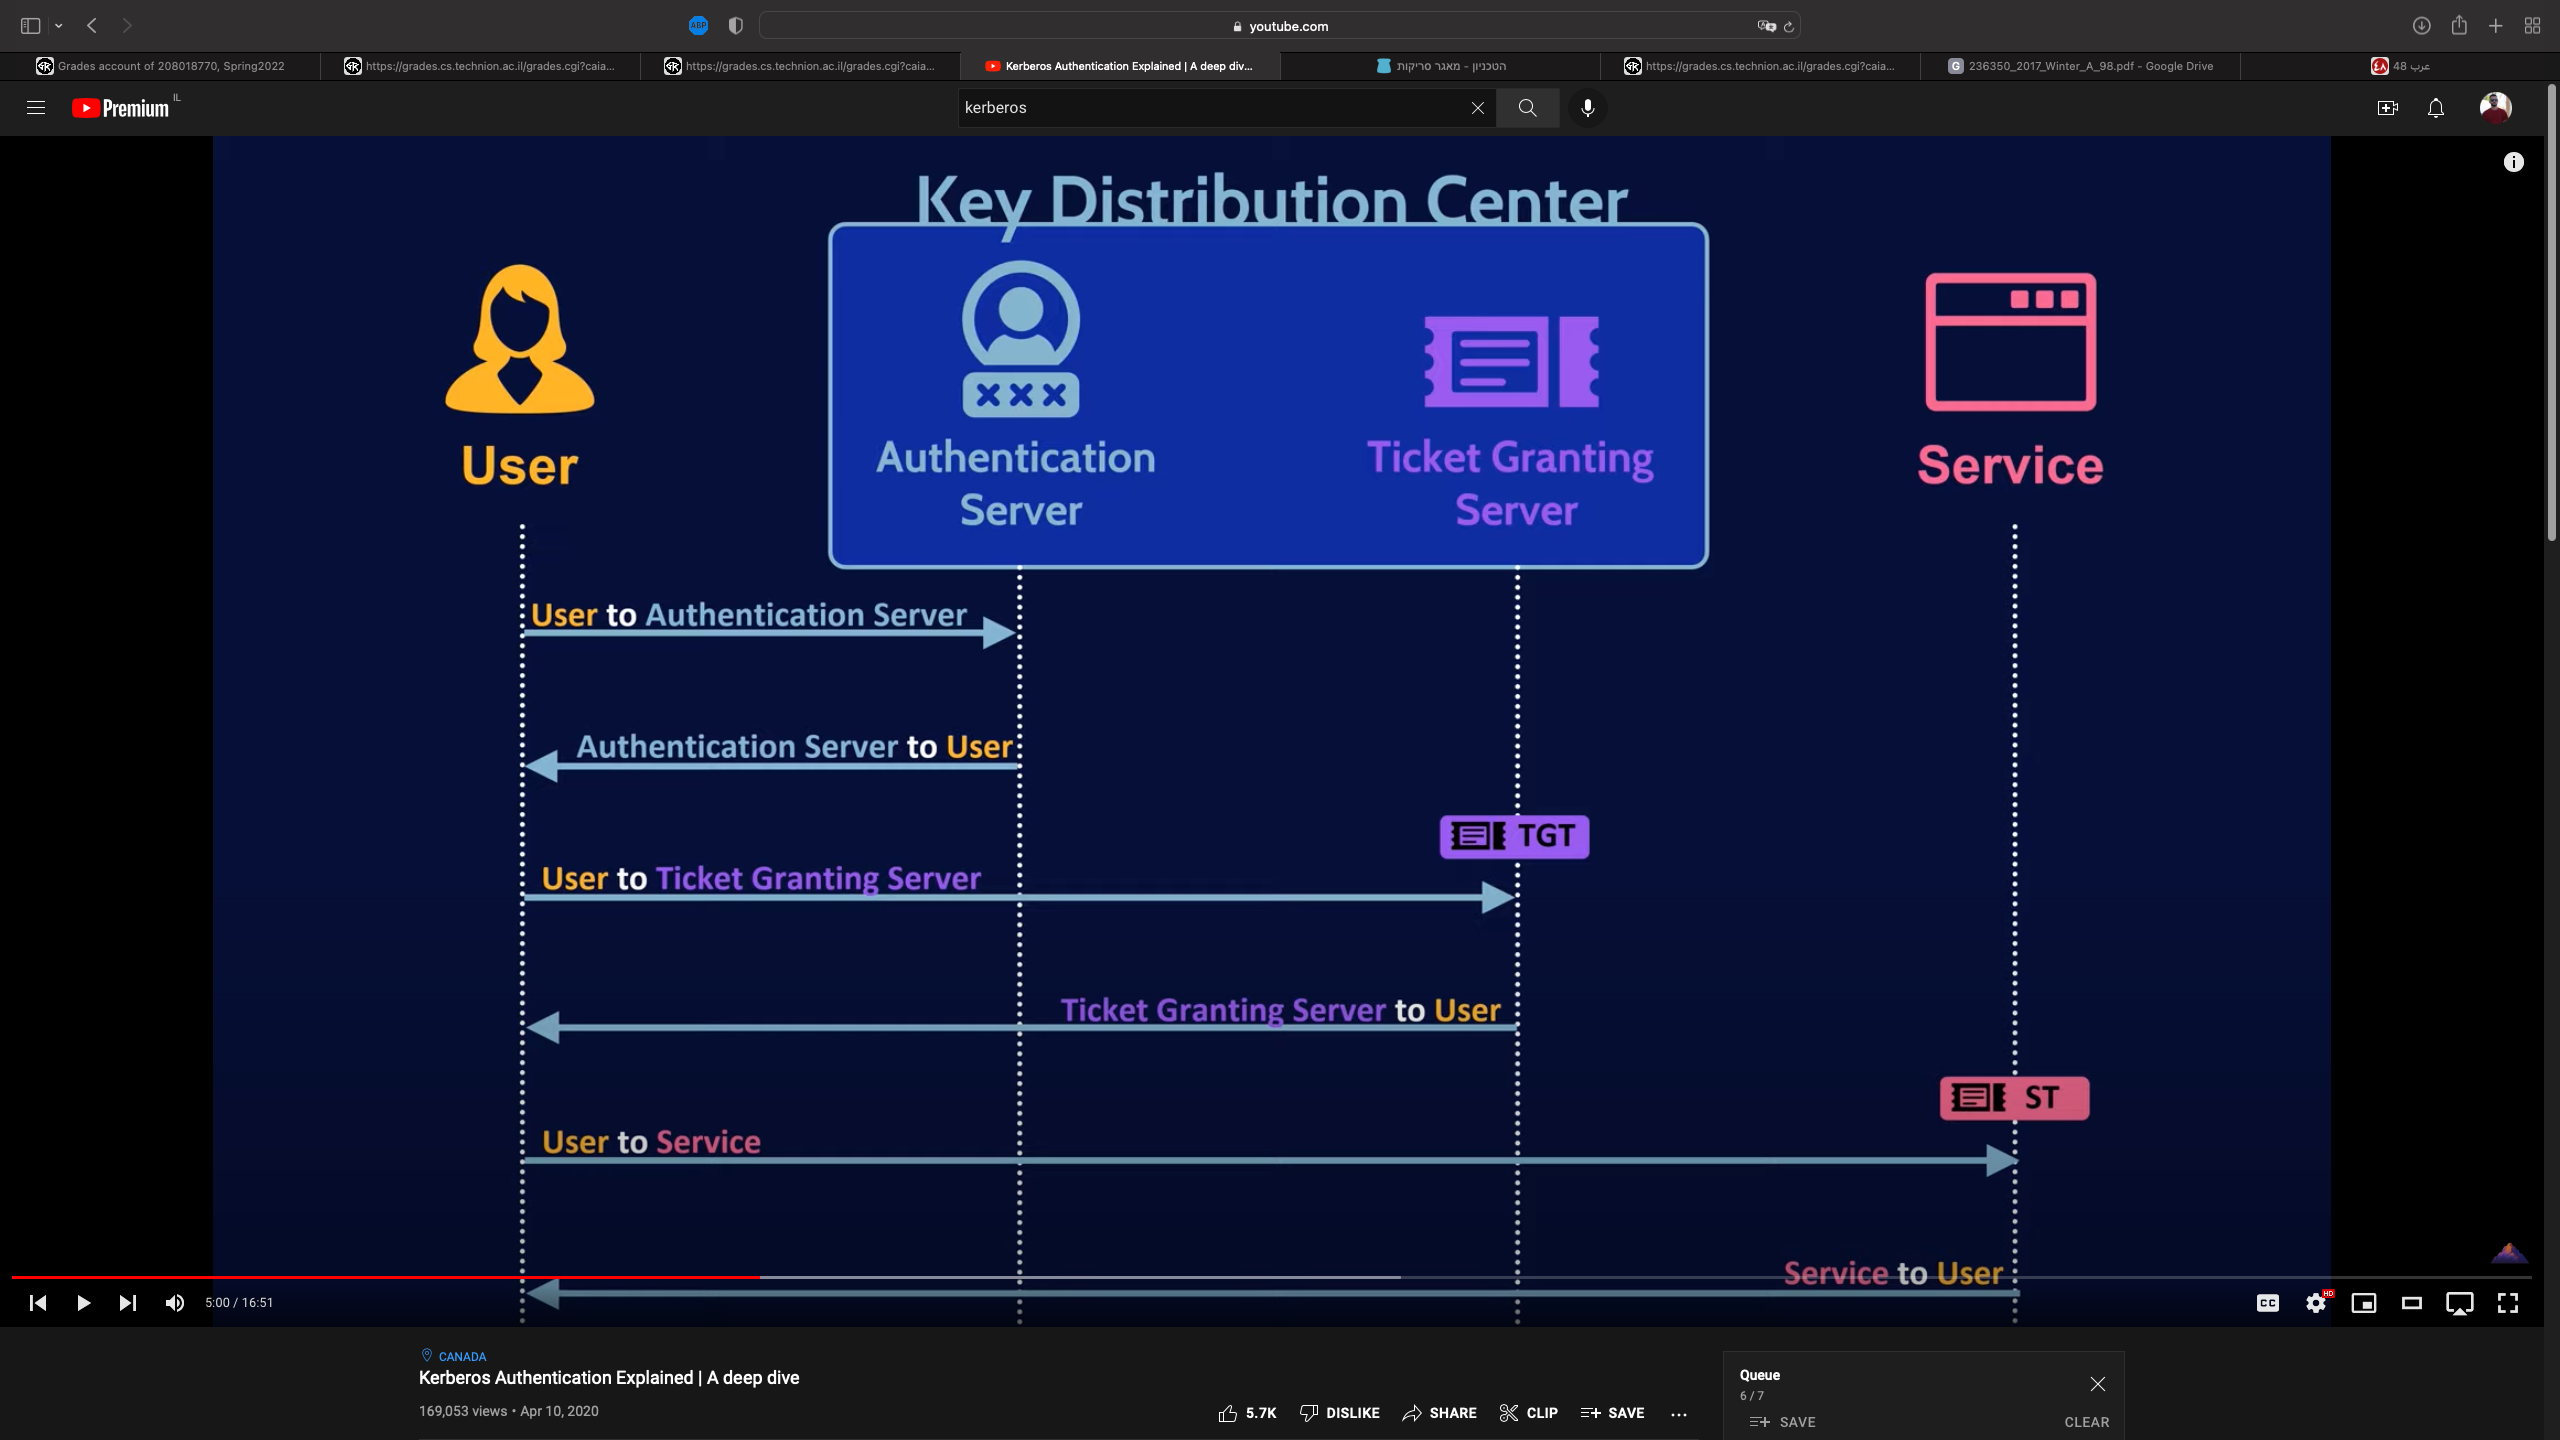 ABP
youtube.com
Grades account of 208018770, Spring2022
https://grades.cs.technion.ac.il/grades.cgi?caia...
https://grades.cs.technion.ac.il/grades.cgi?caia...
Kerberos Authentication Explained | A deep div...
הטכניון - מאגר סריקות
https://grades.cs.technion.ac.il/grades.cgi?caia...
G 236350_2017_Winter_A_98.pdf - Google Drive
عرب 48
Premium IL
kerberos
Key Distribution Center
User
Authentication
Server
Ticket Granting
Server
Service
User to Authentication Server
Authentication Server to User
TGT
User to Ticket Granting Server
Ticket Granting Server to User
ST
User to Service
Service to User
5:00 / 16:51
CC
HD
CANADA
Kerberos Authentication Explained | A deep dive
169,053 views • Apr 10, 2020
5.7K
DISLIKE
SHARE
CLIP
SAVE
Queue
6 / 7
SAVE
CLEAR